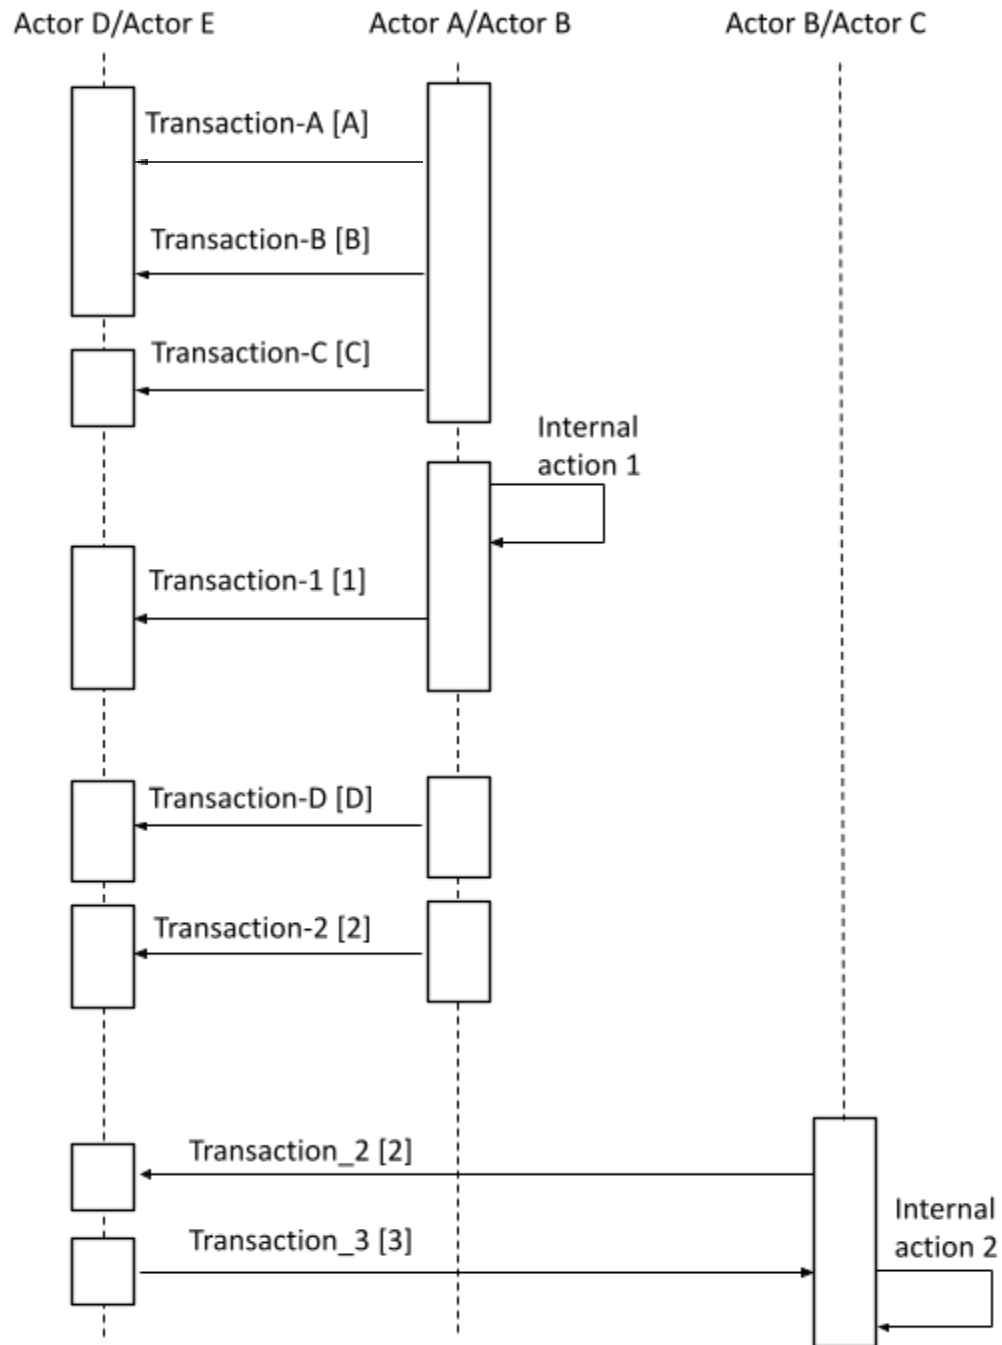 Actor D/Actor E
Actor A/Actor B
Actor B/Actor C
Transaction-A [A]
Transaction-B [B]
Transaction-C [C]
Internal
action 1
Transaction-1 [1]
Transaction-D [D]
Transaction-2 [2]
Transaction_2 [2]
Internal
action 2
Transaction_3 [3]